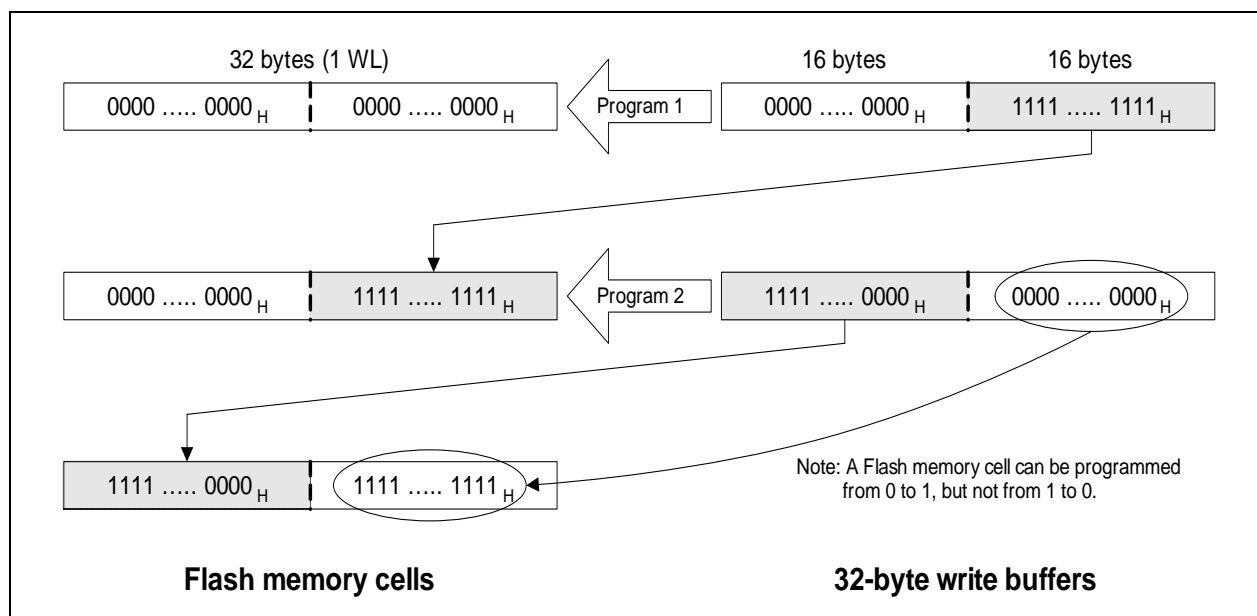 32 bytes (1 WL)
16 bytes
16 bytes
0000 ..... 0000 H
0000 ..... 0000 H
Program 1
0000 ..... 0000 H
1111 ..... 1111 H
0000 ..... 0000 H
1111 ..... 1111 H
Program 2
1111 ..... 0000 H
0000 ..... 0000 H
1111 ..... 0000 H
1111 ..... 1111 H
Note: A Flash memory cell can be programmed
from 0 to 1, but not from 1 to 0.
Flash memory cells
32-byte write buffers